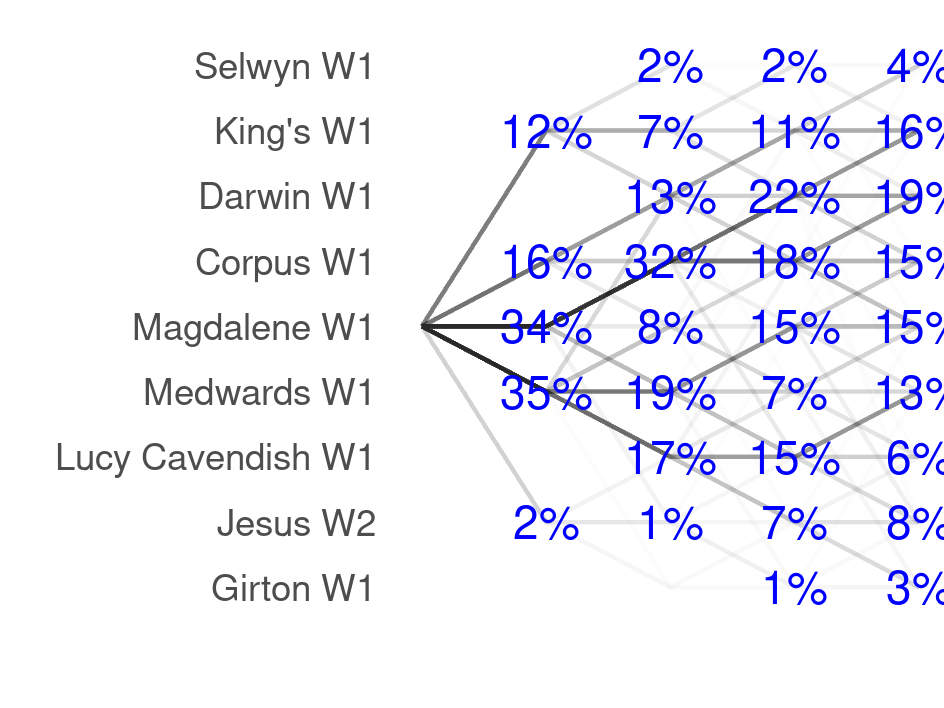 Selwyn W1 2% 2% 4%
King's W1 12% 7% 11% 16%
Darwin W1 13% 22% 19%
Corpus W1 16% 32% 18% 15%
Magdalene W1 34% 8% 15% 15%
Medwards W1 35% 19% 7% 13%
Lucy Cavendish W1 17% 15% 6%
Jesus W2 2% 1% 7% 8%
Girton W1 1% 3%